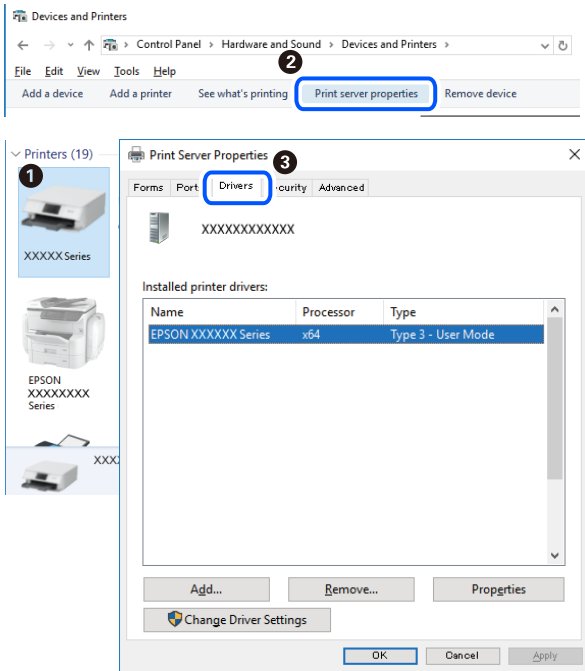 Devices and Printers
Control Panel > Hardware and Sound > Devices and Printers >
2
File Edit View Tools Help
Add a device Add a printer See what's printing Print server properties Remove device
Printers (19)
1
XXXXX Series
EPSON
XXXXXXXX
Series
XXX
Print Server Properties
3
Forms Port Drivers curity Advanced
XXXXXXXXXXXX
Installed printer drivers:
Name Processor Type
EPSON XXXXXX Series x64 Type 3 - User Mode
Add... Remove... Properties
Change Driver Settings
OK Cancel Apply